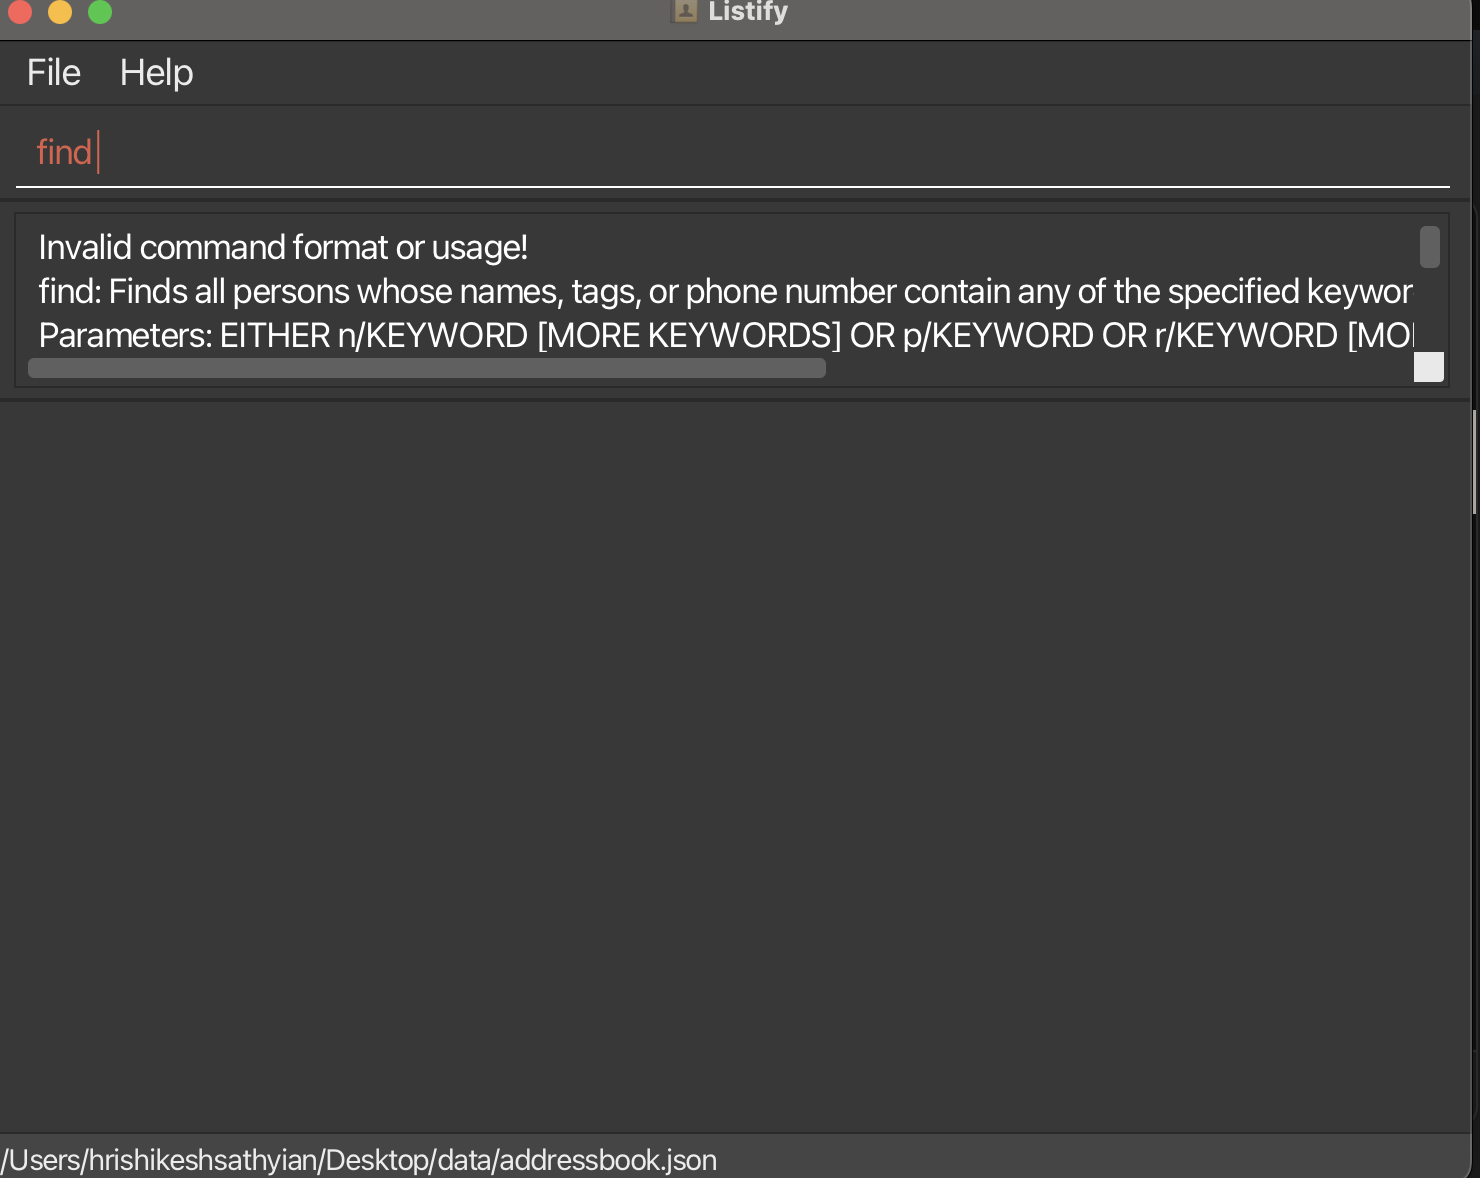 Listify
File Help
find
Invalid command format or usage!
find: Finds all persons whose names, tags, or phone number contain any of the specified keywor
Parameters: EITHER n/KEYWORD [MORE KEYWORDS] OR p/KEYWORD OR r/KEYWORD [MO
/Users/hrishikeshsathyian/Desktop/data/addressbook.json